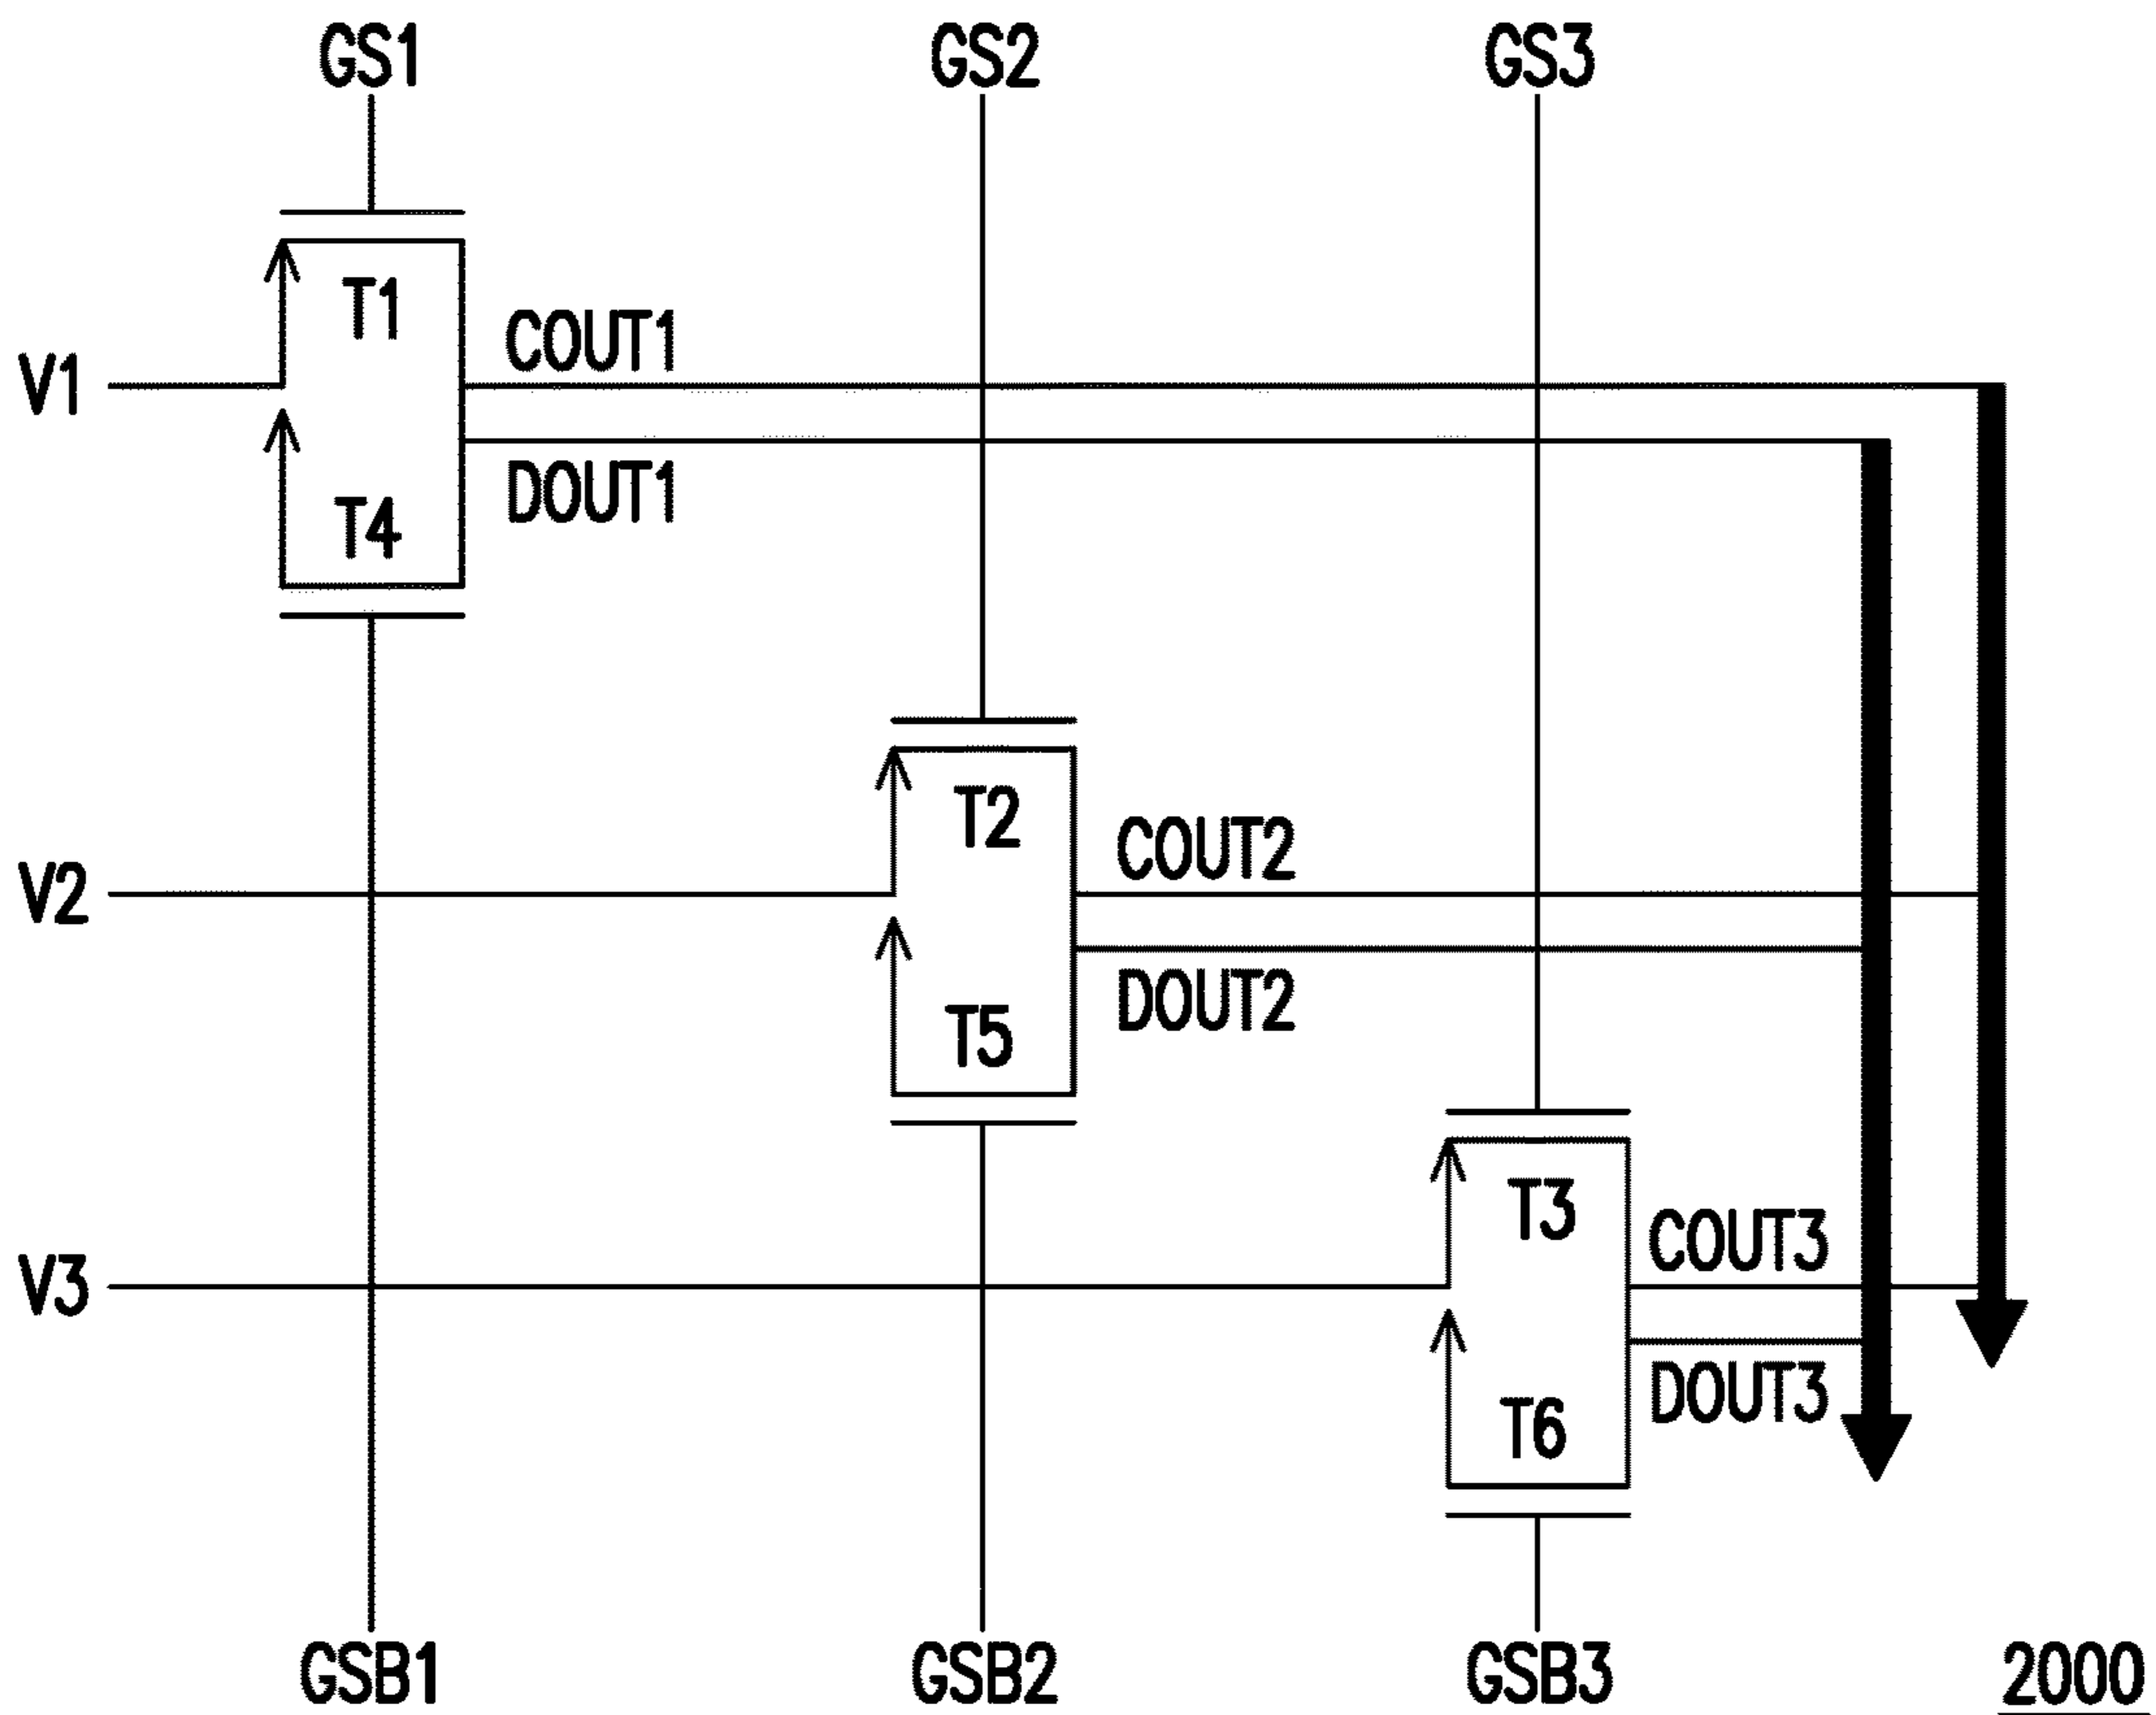 GS1 GS2 GS3
T1
COUT1
V1
DOUT1
T4
T2
COUT2
V2
DOUT2
T5
T3
COUT3
V3
DOUT3
T6
GSB1 GSB2 GSB3
2000